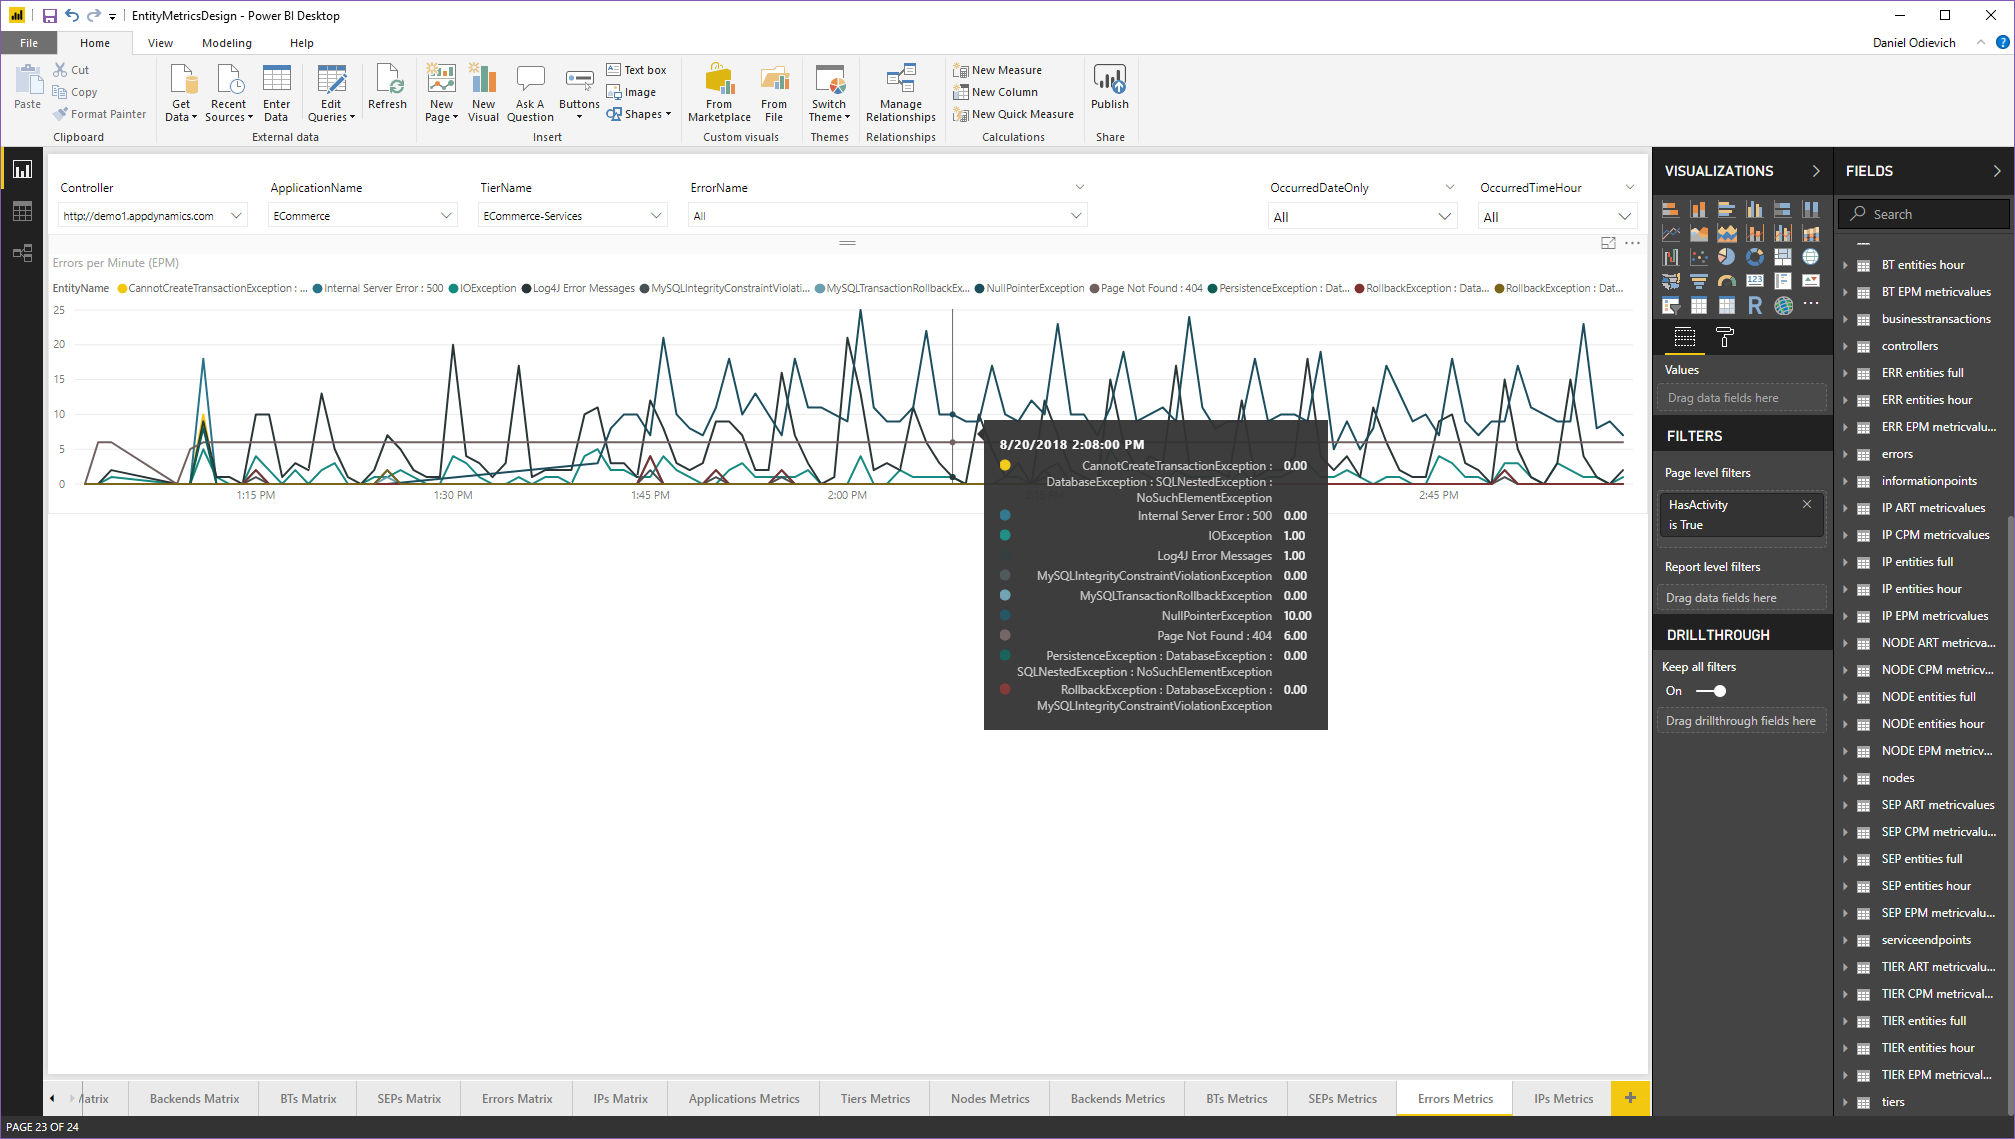 EntityMetricsDesign - Power BI Desktop
File Home View Modeling Help
Daniel Odievich
Paste
Cut
Copy
Format Painter
Clipboard
Get Data
Recent Sources
Enter Data
External data
Edit Queries
Refresh
New Page
New Visual
Ask A Question
Buttons
Text box
Image
Shapes
Insert
From Marketplace
From File
Custom visuals
Switch Theme
Themes
Manage Relationships
Relationships
New Measure
New Column
New Quick Measure
Calculations
Publish
Share
Controller
http://demo1.appdynamics.com
ApplicationName
ECommerce
TierName
ECommerce-Services
ErrorName
All
OccurredDateOnly
All
OccurredTimeHour
All
Errors per Minute (EPM)
EntityName CannotCreateTransactionException : ... Internal Server Error : 500 IOException Log4J Error Messages MySQLIntegrityConstraintViolati... MySQLTransactionRollbackEx... NullPointerException Page Not Found : 404 PersistenceException : Dat... RollbackException : Data... RollbackException : Dat...
25
20
15
10
5
0
1:15 PM 1:30 PM 1:45 PM 2:00 PM 2:45 PM
8/20/2018 2:08:00 PM
CannotCreateTransactionException : 0.00
DatabaseException : SQLNestedException :
NoSuchElementException
Internal Server Error : 500 0.00
IOException 1.00
Log4J Error Messages 1.00
MySQLIntegrityConstraintViolationException 0.00
MySQLTransactionRollbackException 0.00
NullPointerException 10.00
Page Not Found : 404 6.00
PersistenceException : DatabaseException : 0.00
SQLNestedException : NoSuchElementException
RollbackException : DatabaseException : 0.00
MySQLIntegrityConstraintViolationException
VISUALIZATIONS
123
R
Values
Drag data fields here
FILTERS
Page level filters
HasActivity
is True
Report level filters
Drag data fields here
DRILLTHROUGH
Keep all filters
On
Drag drillthrough fields here
FIELDS
Search
BT entities hour
BT EPM metricvalues
businesstransactions
controllers
ERR entities full
ERR entities hour
ERR EPM metricvalu...
errors
informationpoints
IP ART metricvalues
IP CPM metricvalues
IP entities full
IP entities hour
IP EPM metricvalues
NODE ART metricva...
NODE CPM metricv...
NODE entities full
NODE entities hour
NODE EPM metricv...
nodes
SEP ART metricvalues
SEP CPM metricvalu...
SEP entities full
SEP entities hour
SEP EPM metricvalu...
serviceendpoints
TIER ART metricvalu...
TIER CPM metricval...
TIER entities full
TIER entities hour
TIER EPM metricval...
tiers
Backends Matrix BTs Matrix SEPs Matrix Errors Matrix IPs Matrix Applications Metrics Tiers Metrics Nodes Metrics Backends Metrics BTs Metrics SEPs Metrics Errors Metrics IPs Metrics +
PAGE 23 OF 24